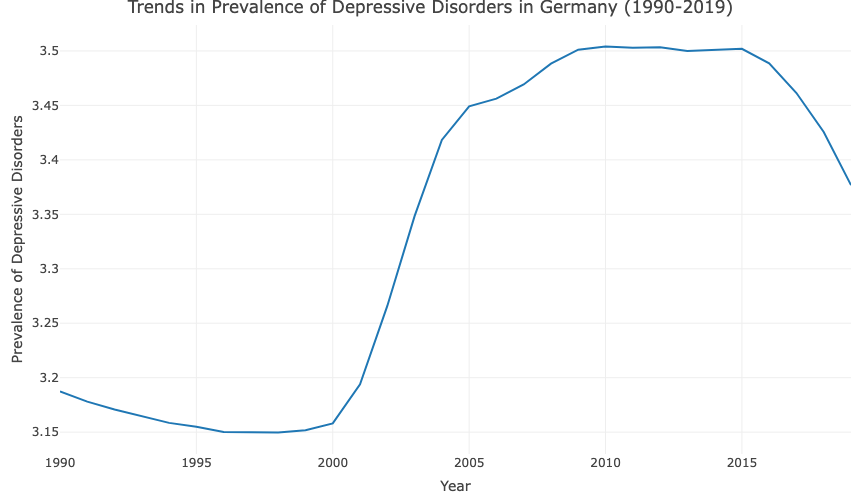 Trends in Prevalence of Depressive Disorders in Germany (1990-2019)
Prevalence of Depressive Disorders
3.5
3.45
3.4
3.35
3.3
3.25
3.2
3.15
1990 1995 2000 2005 2010 2015
Year